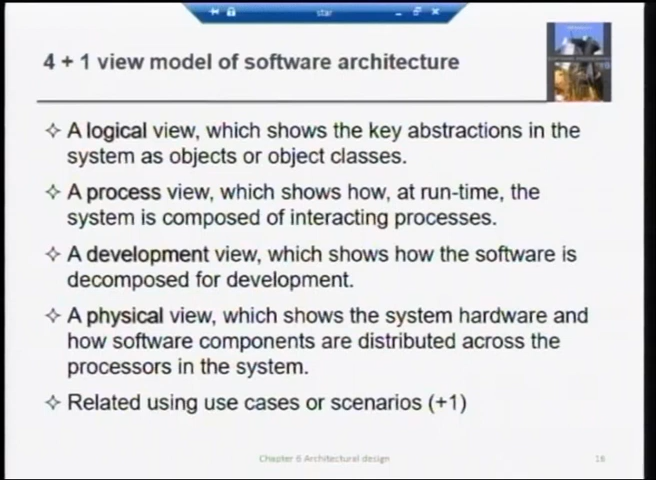 star
4 + 1 view model of software architecture
✧ A logical view, which shows the key abstractions in the
system as objects or object classes.
✧ A process view, which shows how, at run-time, the
system is composed of interacting processes.
✧ A development view, which shows how the software is
decomposed for development.
✧ A physical view, which shows the system hardware and
how software components are distributed across the
processors in the system.
✧ Related using use cases or scenarios (+1)
Chapter 6 Architectural design
16